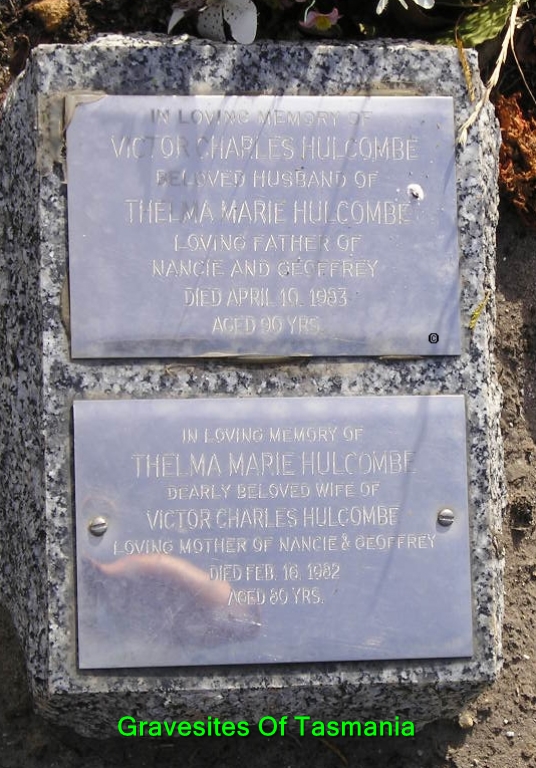 IN LOVING MEMORY OF
VICTOR CHARLES HULCOMBE
BELOVED HUSBAND OF
THELMA MARIE HULCOMBE
LOVING FATHER OF
NANCIE AND GEOFFREY
DIED APRIL 10. 1993
AGED 90 YRS.
©
IN LOVING MEMORY OF
THELMA MARIE HULCOMBE
DEARLY BELOVED WIFE OF
VICTOR CHARLES HULCOMBE
LOVING MOTHER OF NANCIE & GEOFFREY
DIED FEB. 16. 1982
AGED 80 YRS.
Gravesites Of Tasmania